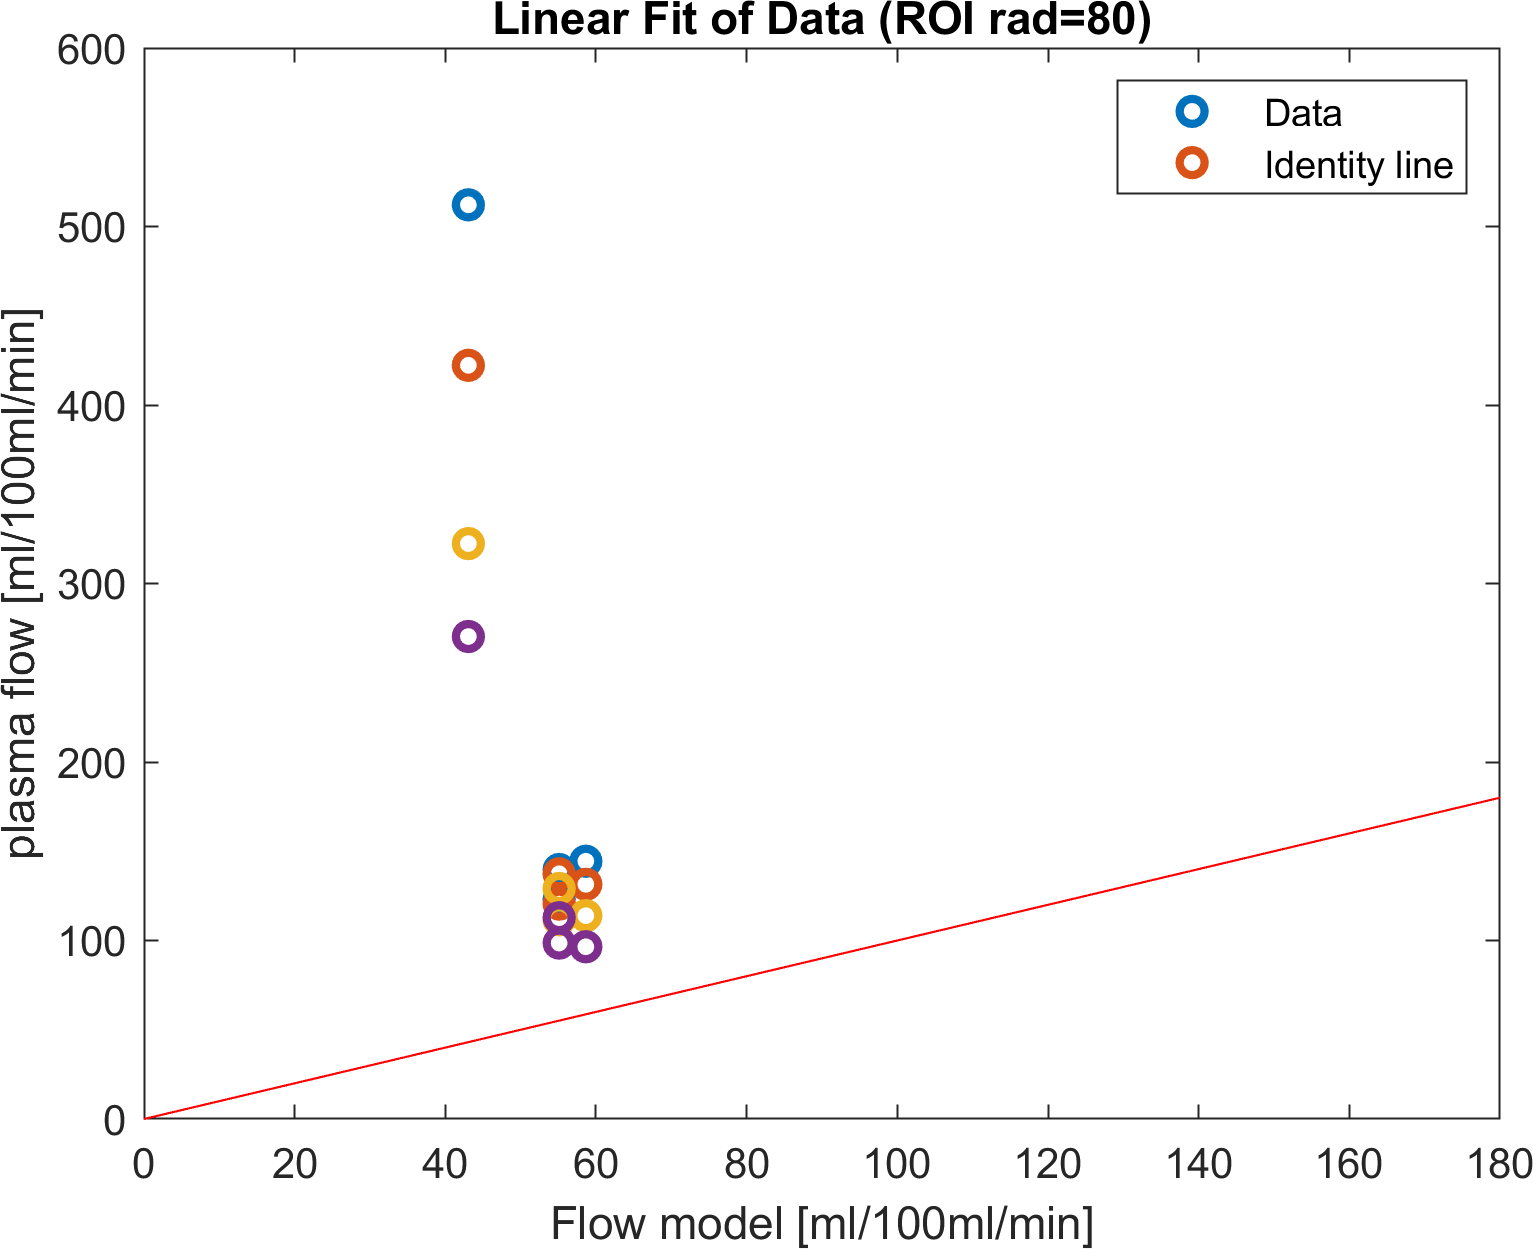 Linear Fit of Data (ROI rad=80)
600
500
400
300
200
100
0
plasma flow [ml/100ml/min]
Data
Identity line
0 20 40 60 80 100 120 140 160 180
Flow model [ml/100ml/min]